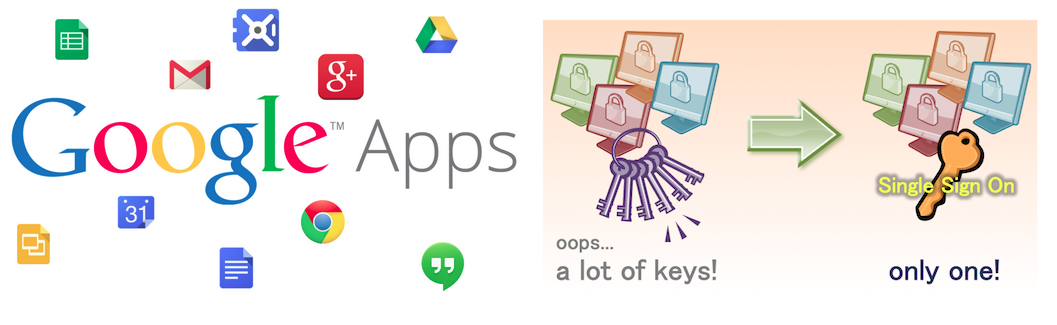 g+
Google™ Apps
31
Single Sign On
oops...
a lot of keys!
only one!